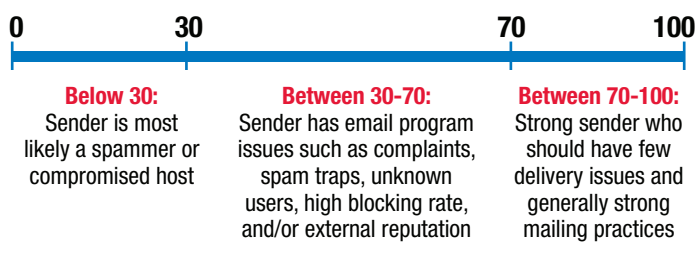 0 30 70 100
Below 30:
Sender is most
likely a spammer or
compromised host
Between 30-70:
Sender has email program
issues such as complaints,
spam traps, unknown
users, high blocking rate,
and/or external reputation
Between 70-100:
Strong sender who
should have few
delivery issues and
generally strong
mailing practices